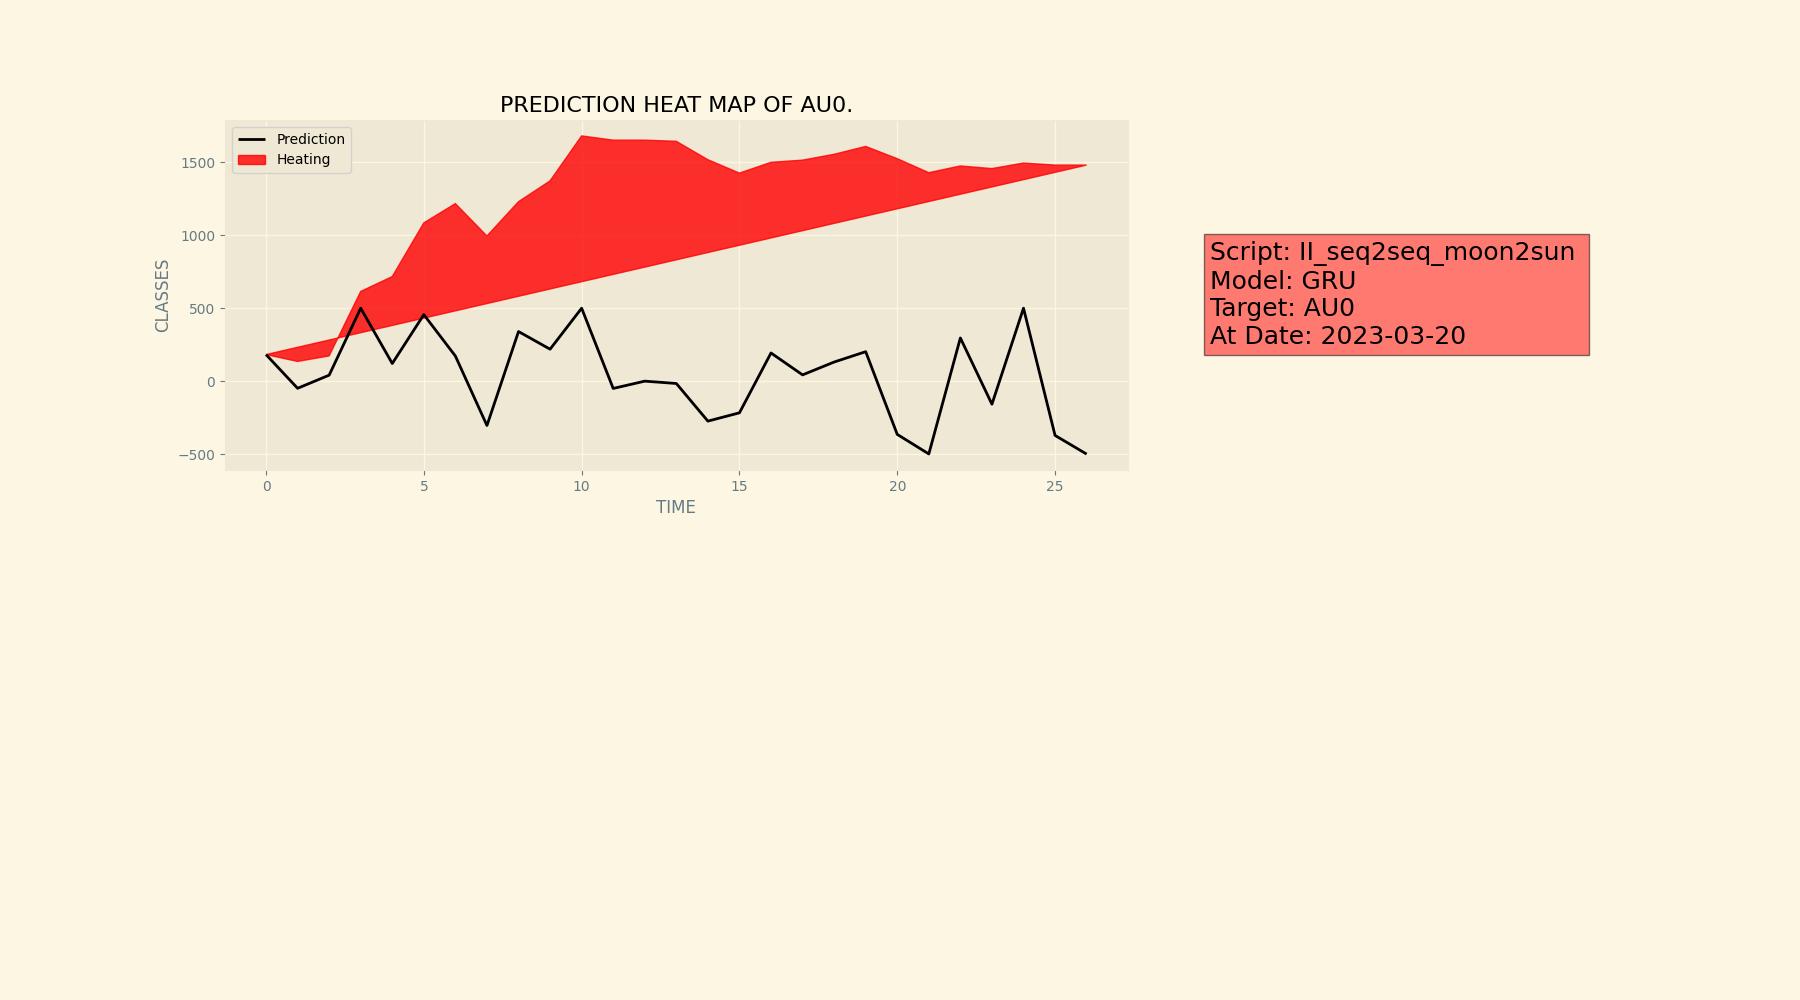 PREDICTION HEAT MAP OF AU0.
Prediction
Heating
1500
1000
500
0
−500
CLASSES
0 5 10 15 20 25
TIME
Script: II_seq2seq_moon2sun
Model: GRU
Target: AU0
At Date: 2023-03-20